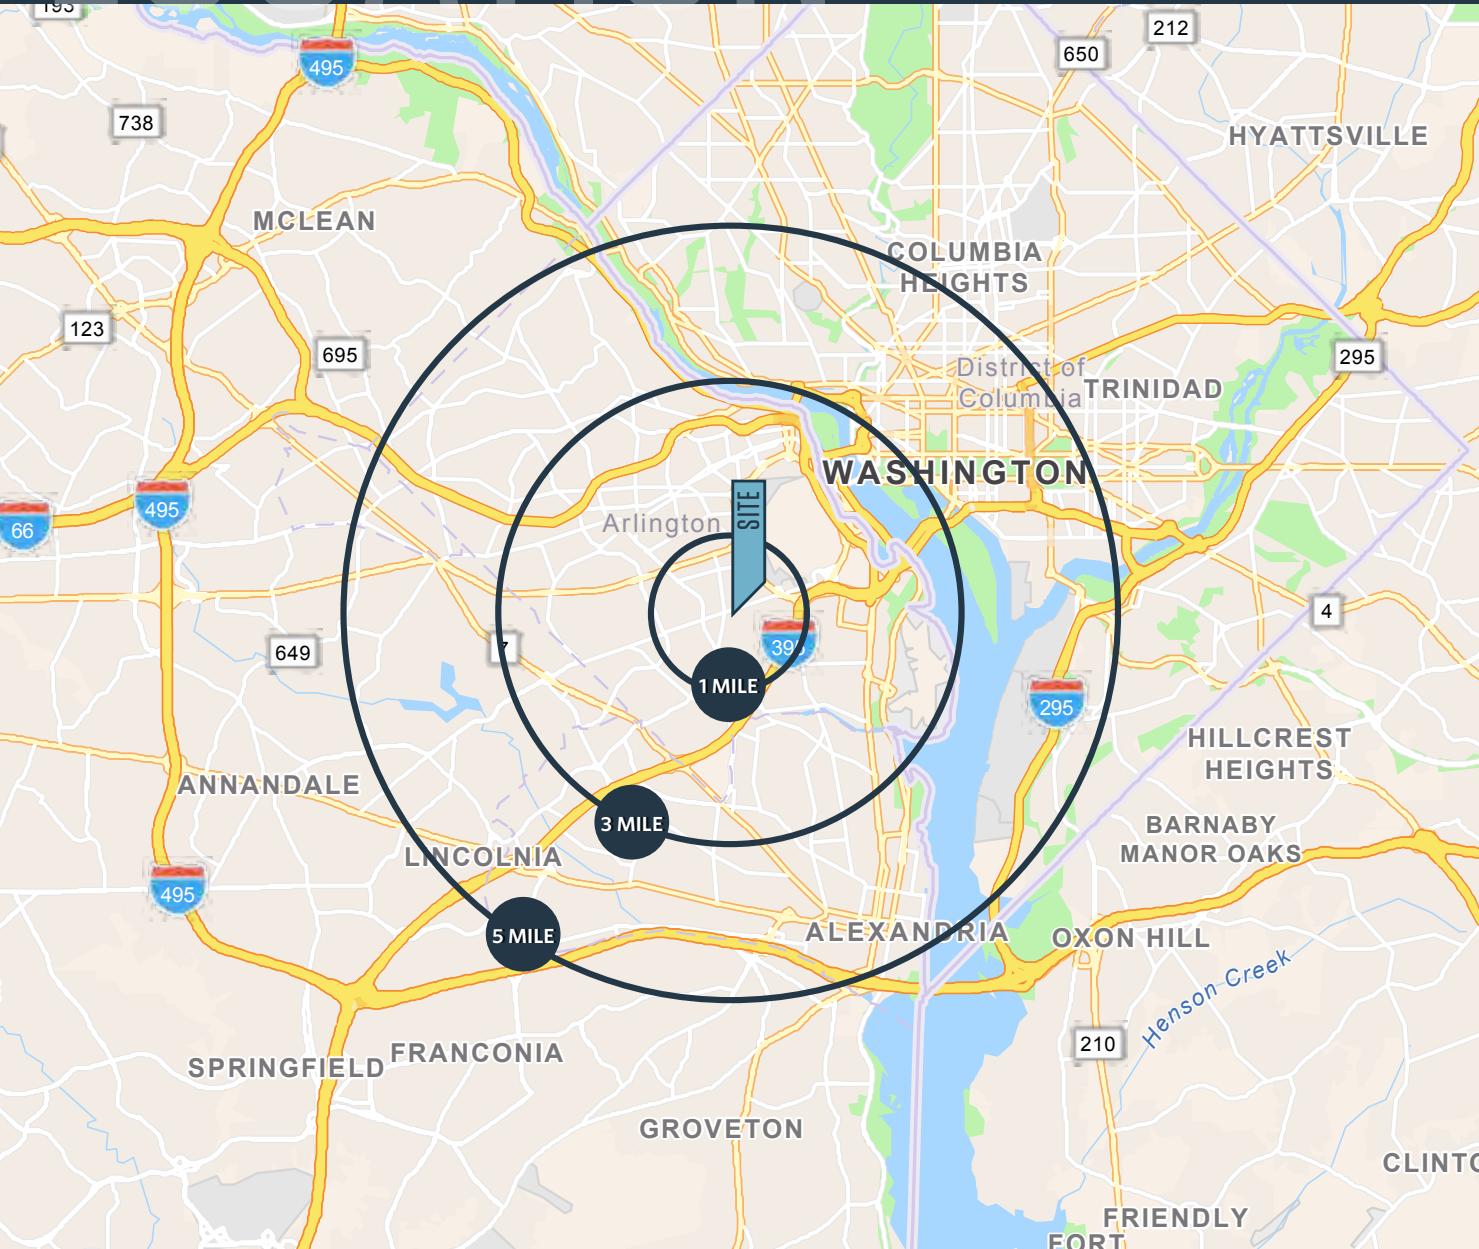 193
212
495
650
738
HYATTSVILLE
MCLEAN
COLUMBIA
HEIGHTS
123
695
295
District of
Columbia
TRINIDAD
WASHINGTON
SITE
495
66
Arlington
4
649
7
395
1 MILE
295
HILLCREST
HEIGHTS
ANNANDALE
3 MILE
BARNABY
MANOR OAKS
LINCOLNIA
495
5 MILE
ALEXANDRIA
OXON HILL
Henson Creek
210
SPRINGFIELD
FRANCONIA
GROVETON
FRIENDLY
FORT